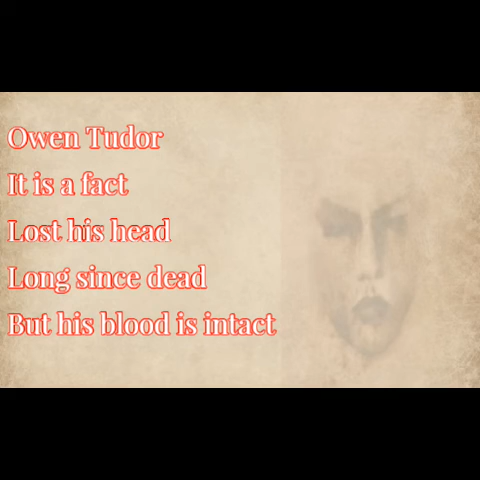 Owen Tudor
It is a fact
Lost his head
Long since dead
But his blood is intact